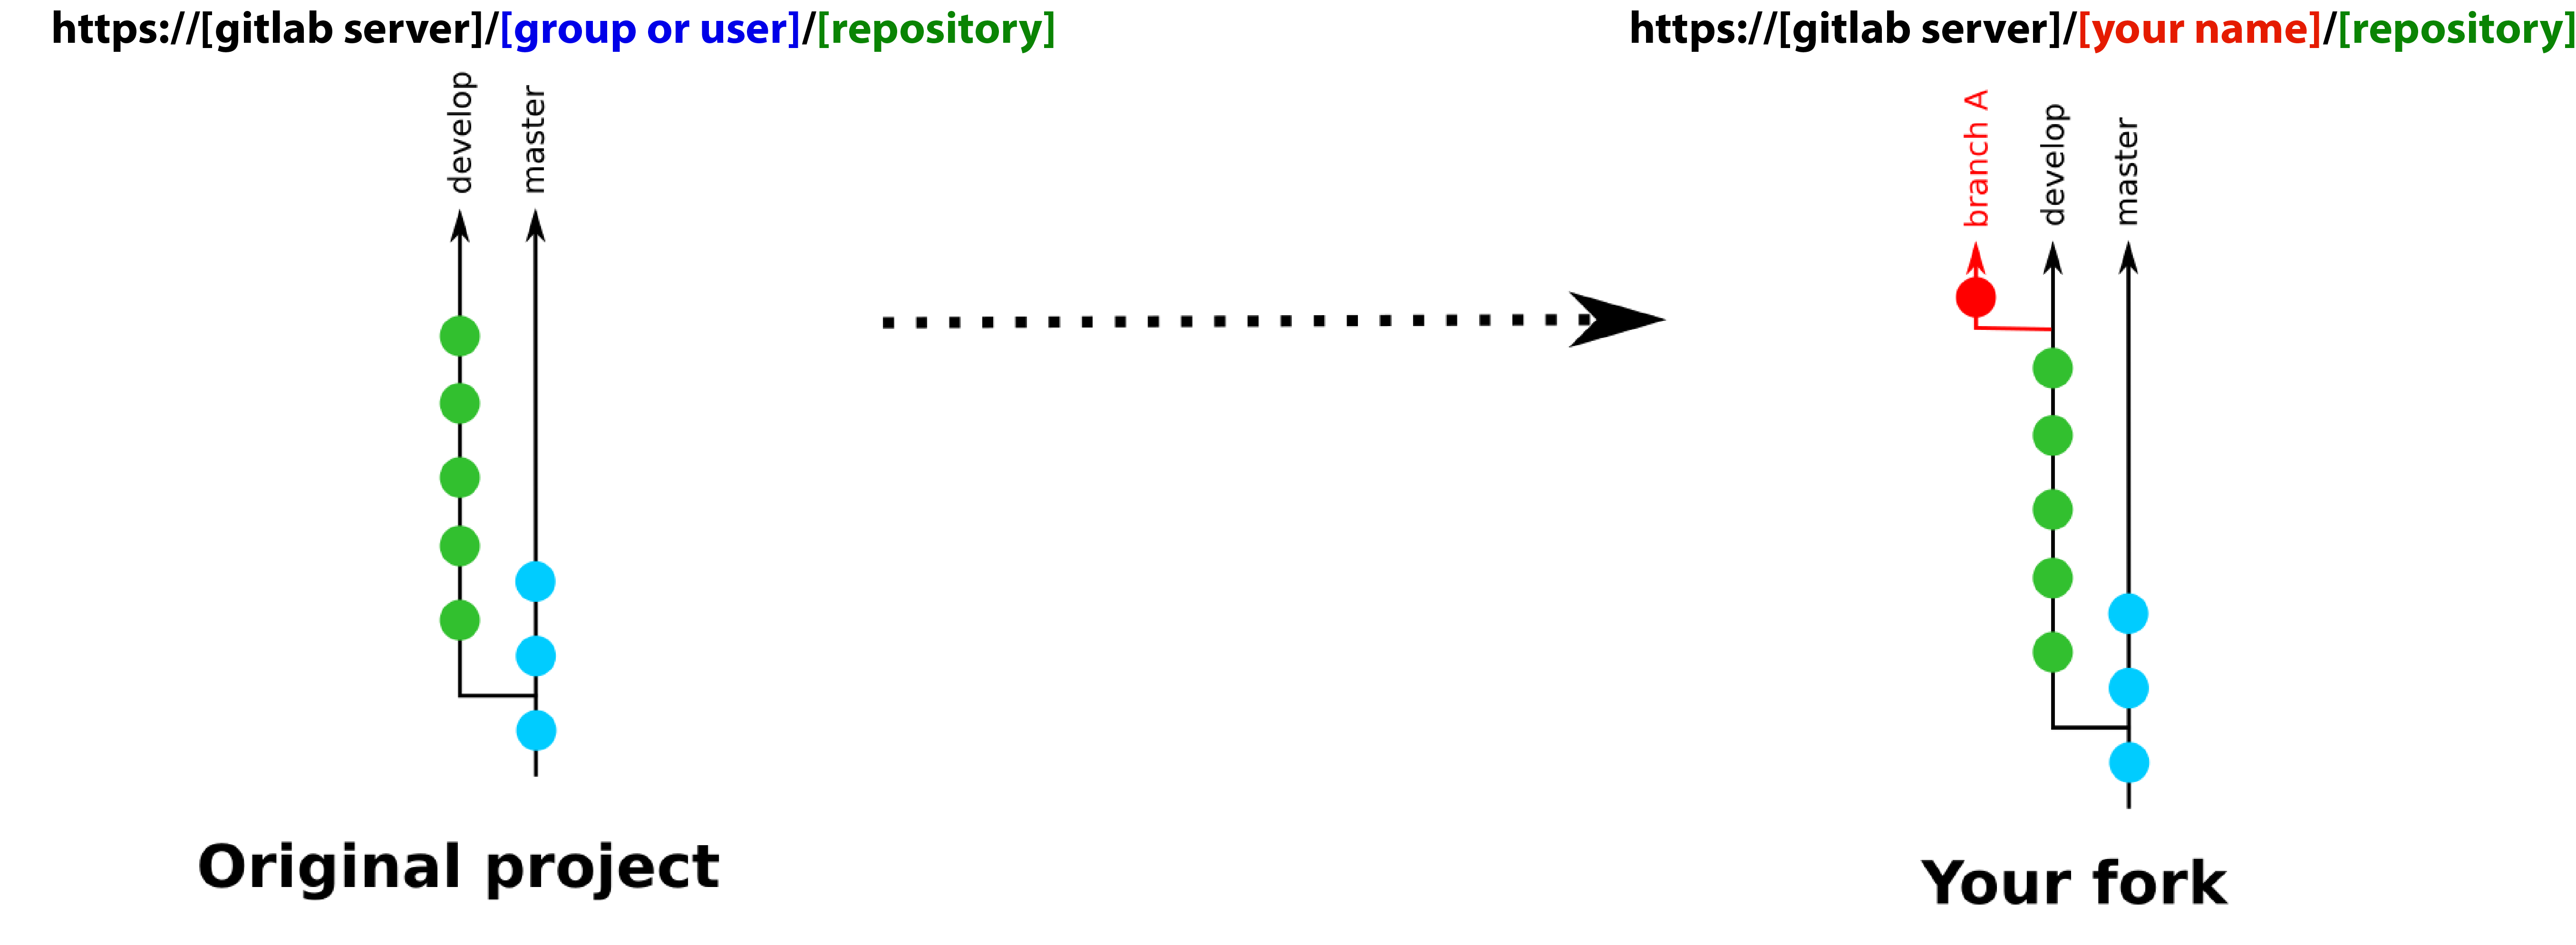 https://[gitlab server]/[group or user]/[repository]
https://[gitlab server]/[your name]/[repository]
develop
master
branch A
develop
master
Original project
Your fork